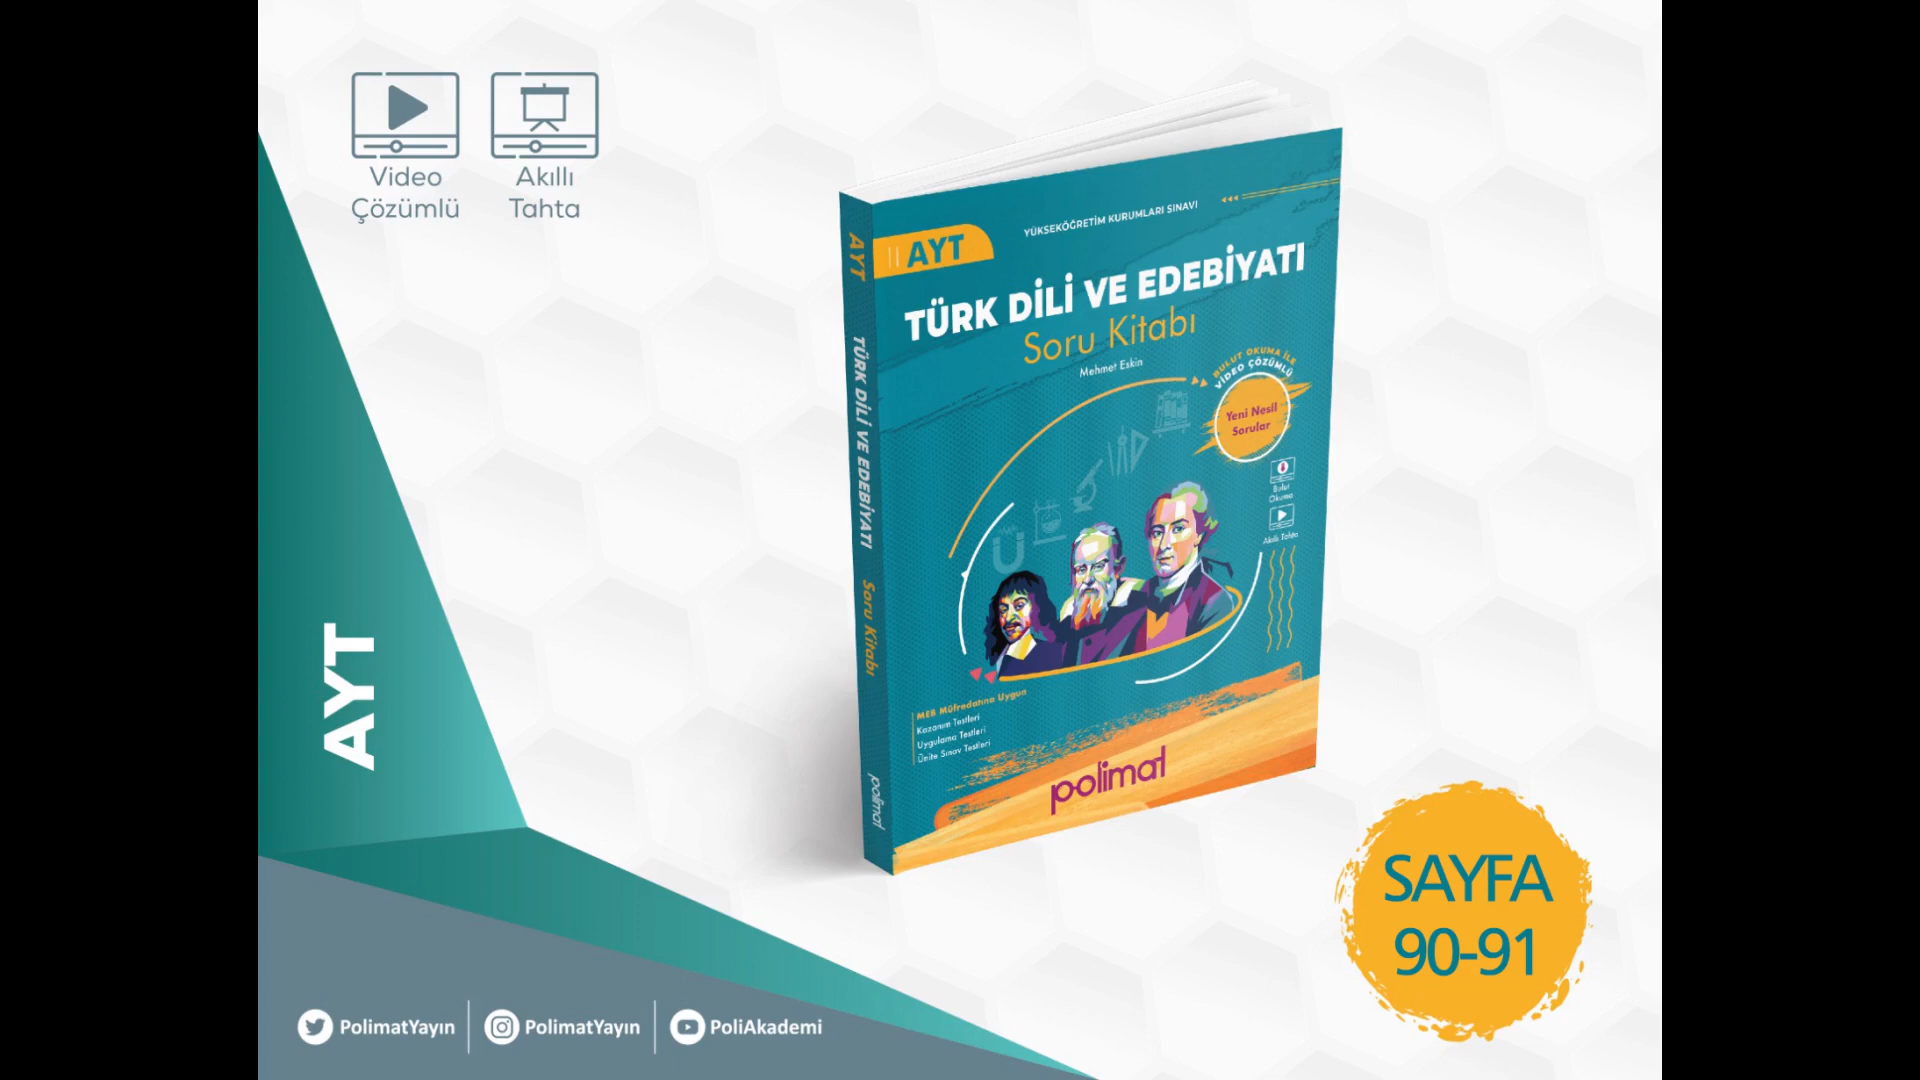 Video
Çözümlü
Akıllı
Tahta
AYT
YÜKSEKÖĞRETİM KURUMLARI SINAVI
AYT
TÜRK DİLİ VE EDEBİYATI
Soru Kitabı
Mehmet Eskin
BULUT OKUMA İLE
VİDEO ÇÖZÜMLÜ
Yeni Nesil
Sorular
Bulut
Okuma
Akıllı Tahta
MEB Müfredatına Uygun
Kazanım Testleri
Uygulama Testleri
Ünite Sınav Testleri
polimat
AYT TÜRK DİLİ VE EDEBİYATI Soru Kitabı polimat
SAYFA
90-91
PolimatYayın
PolimatYayın
PoliAkademi